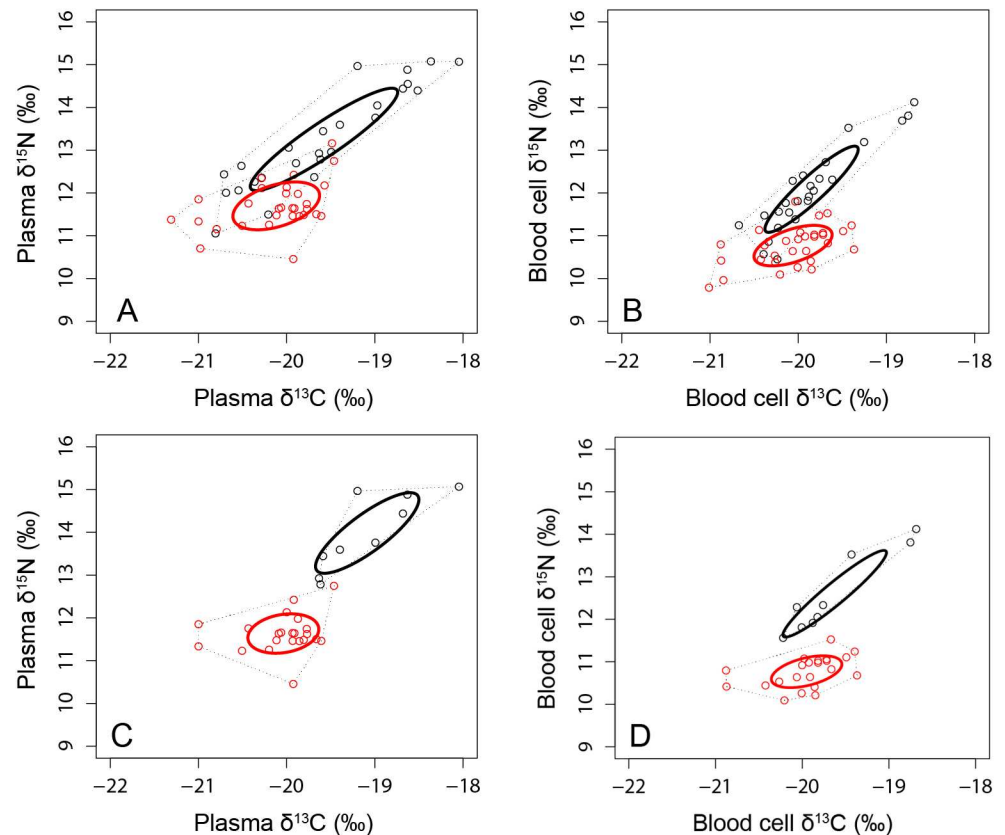 16
15
14
13
12
11
10
9
Plasma δ¹⁵N (‰)
A
−22 −21 −20 −19 −18
Plasma δ¹³C (‰)
16
15
14
13
12
11
10
9
Blood cell δ¹⁵N (‰)
B
−22 −21 −20 −19 −18
Blood cell δ¹³C (‰)
16
15
14
13
12
11
10
9
Plasma δ¹⁵N (‰)
C
−22 −21 −20 −19 −18
Plasma δ¹³C (‰)
16
15
14
13
12
11
10
9
Blood cell δ¹⁵N (‰)
D
−22 −21 −20 −19 −18
Blood cell δ¹³C (‰)